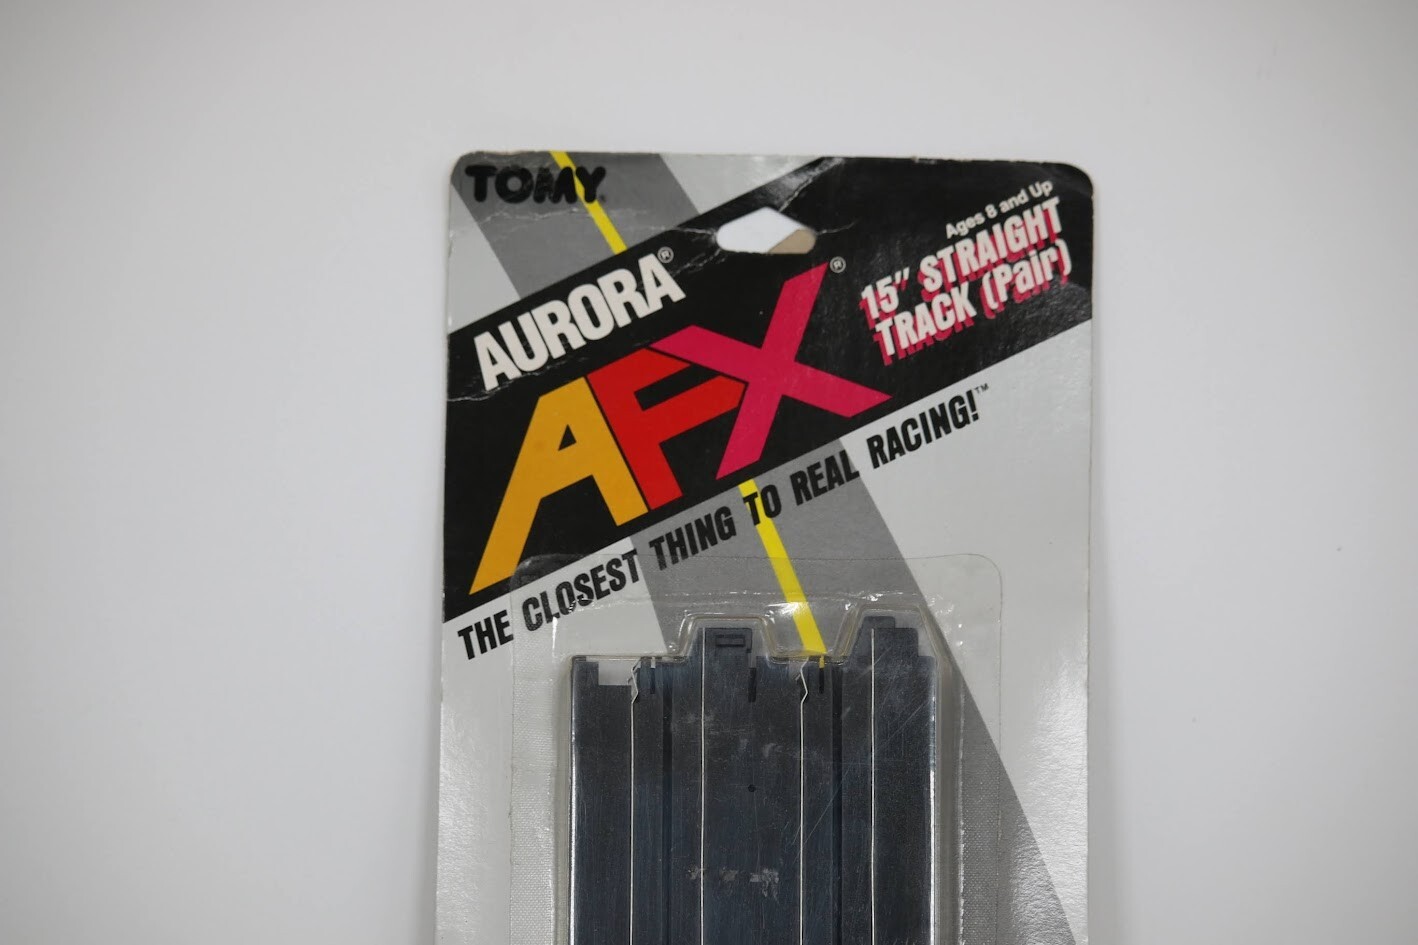 TOMY®
Ages 8 and Up
15" STRAIGHT
TRACK (Pair)
AURORA®
AFX®
THE CLOSEST THING TO REAL RACING!™